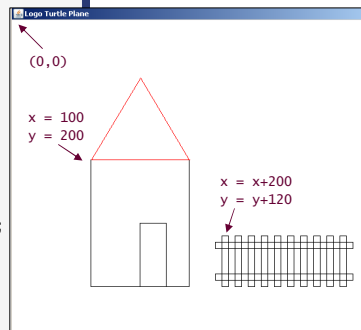 Logo Turtle Plane
(0,0)
x = 100
y = 200
x = x+200
y = y+120